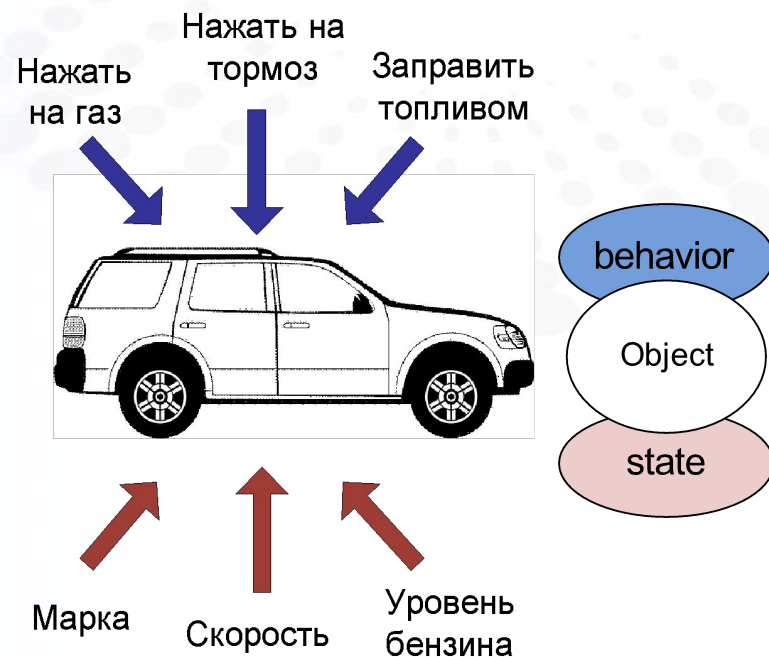 Нажать
на газ
Нажать на
тормоз
Заправить
топливом
behavior
Object
state
Марка
Скорость
Уровень
бензина